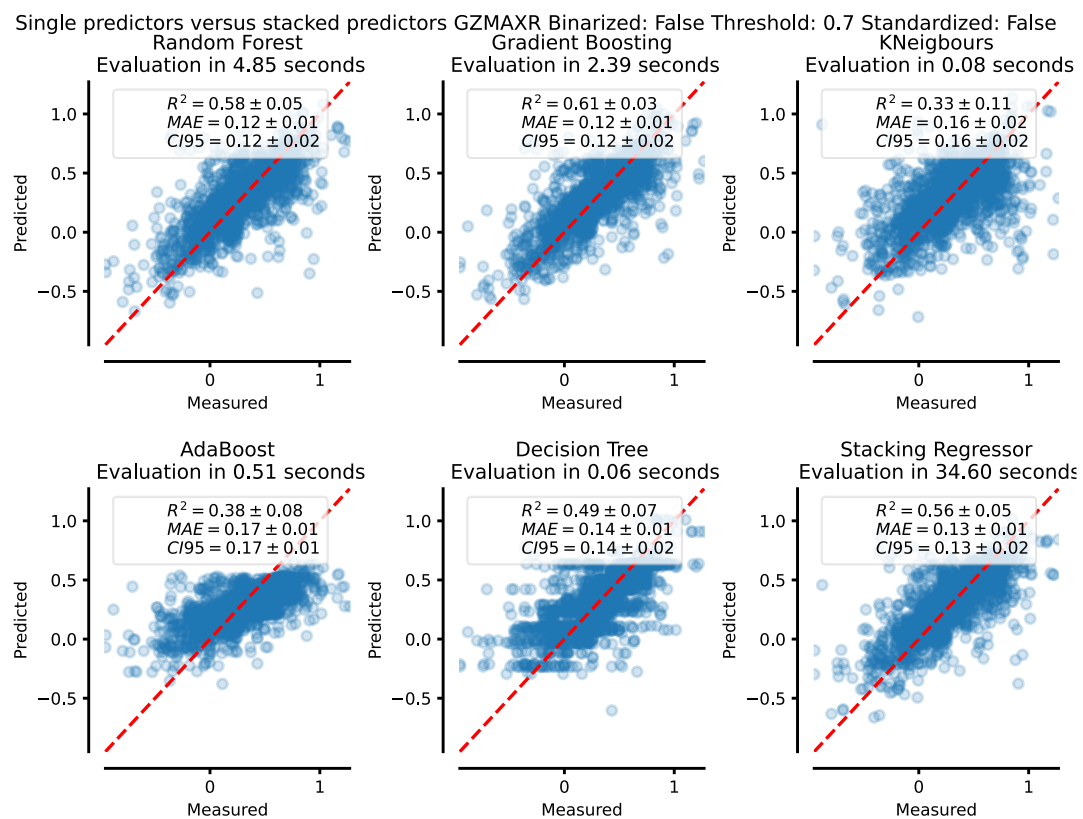 Single predictors versus stacked predictors GZMAXR Binarized: False Threshold: 0.7 Standardized: False
Random Forest
Evaluation in 4.85 seconds
R² = 0.58 ± 0.05
MAE = 0.12 ± 0.01
CI95 = 0.12 ± 0.02
1.0
0.5
0.0
−0.5
Predicted
0
1
Measured
Gradient Boosting
Evaluation in 2.39 seconds
R² = 0.61 ± 0.03
MAE = 0.12 ± 0.01
CI95 = 0.12 ± 0.02
1.0
0.5
0.0
−0.5
Predicted
0
1
Measured
KNeigbours
Evaluation in 0.08 seconds
R² = 0.33 ± 0.11
MAE = 0.16 ± 0.02
CI95 = 0.16 ± 0.02
1.0
0.5
0.0
−0.5
Predicted
0
1
Measured
AdaBoost
Evaluation in 0.51 seconds
R² = 0.38 ± 0.08
MAE = 0.17 ± 0.01
CI95 = 0.17 ± 0.01
1.0
0.5
0.0
−0.5
Predicted
0
1
Measured
Decision Tree
Evaluation in 0.06 seconds
R² = 0.49 ± 0.07
MAE = 0.14 ± 0.01
CI95 = 0.14 ± 0.02
1.0
0.5
0.0
−0.5
Predicted
0
1
Measured
Stacking Regressor
Evaluation in 34.60 seconds
R² = 0.56 ± 0.05
MAE = 0.13 ± 0.01
CI95 = 0.13 ± 0.02
1.0
0.5
0.0
−0.5
Predicted
0
1
Measured